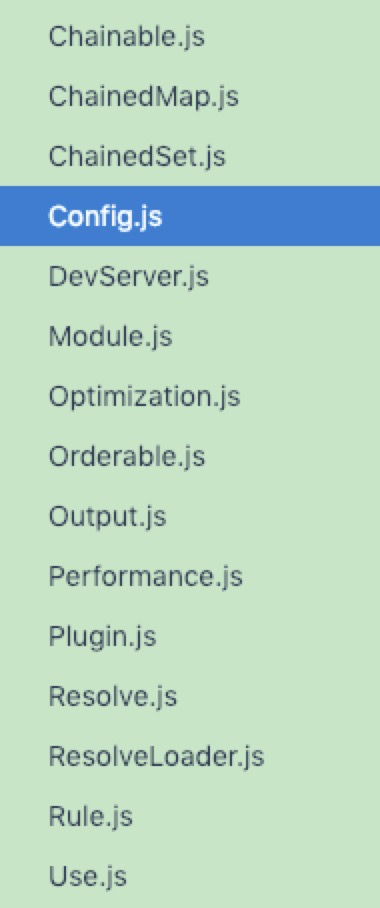 Chainable.js
ChainedMap.js
ChainedSet.js
Config.js
DevServer.js
Module.js
Optimization.js
Orderable.js
Output.js
Performance.js
Plugin.js
Resolve.js
ResolveLoader.js
Rule.js
Use.js